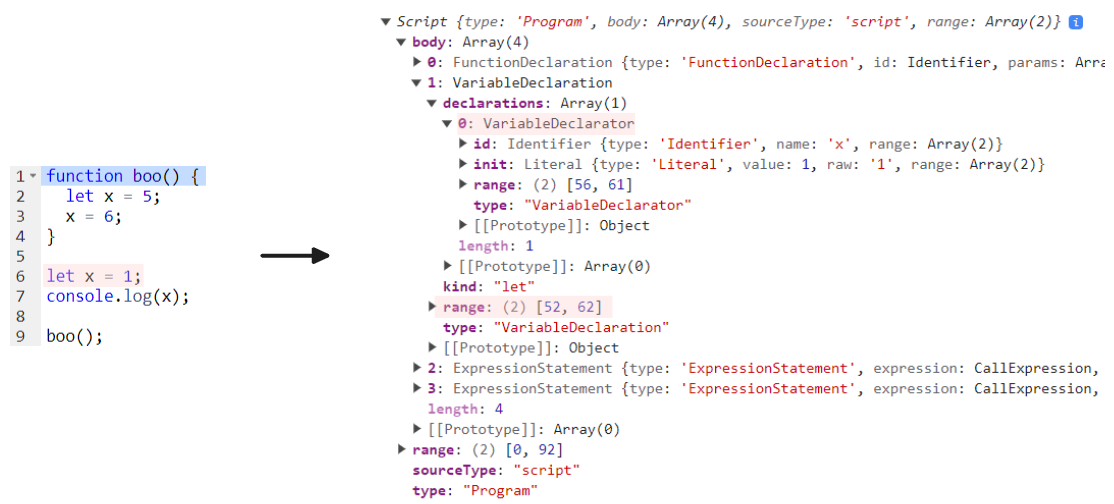 1 function boo() {
2 let x = 5;
3 x = 6;
4 }
5
6 let x = 1;
7 console.log(x);
8
9 boo();
Script {type: 'Program', body: Array(4), sourceType: 'script', range: Array(2)} i
body: Array(4)
0: FunctionDeclaration {type: 'FunctionDeclaration', id: Identifier, params: Arra
1: VariableDeclaration
declarations: Array(1)
0: VariableDeclarator
id: Identifier {type: 'Identifier', name: 'x', range: Array(2)}
init: Literal {type: 'Literal', value: 1, raw: '1', range: Array(2)}
range: (2) [56, 61]
type: "VariableDeclarator"
[[Prototype]]: Object
length: 1
[[Prototype]]: Array(0)
kind: "let"
range: (2) [52, 62]
type: "VariableDeclaration"
[[Prototype]]: Object
2: ExpressionStatement {type: 'ExpressionStatement', expression: CallExpression,
3: ExpressionStatement {type: 'ExpressionStatement', expression: CallExpression,
length: 4
[[Prototype]]: Array(0)
range: (2) [0, 92]
sourceType: "script"
type: "Program"